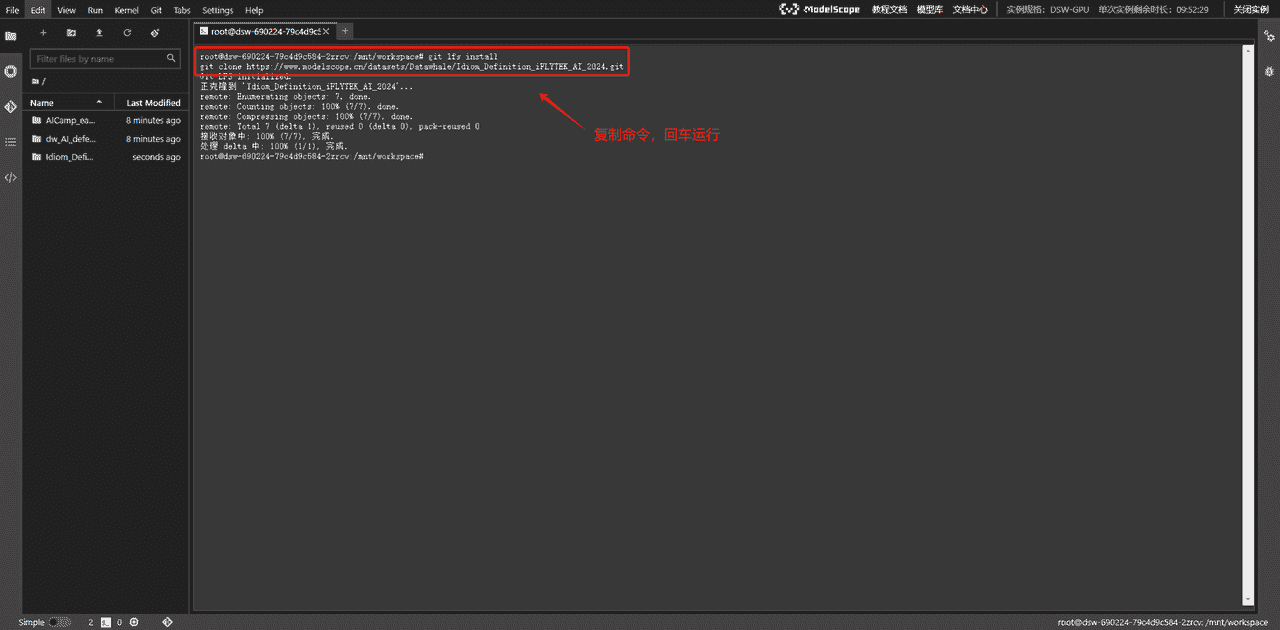 File Edit View Run Kernel Git Tabs Settings Help
ModelScope 教程文档 模型库 文档中心 实例规格：DSW-GPU 单次实例剩余时长：09:52:29 关闭实例
root@dsw-690224-79c4d9c5
Filter files by name
/
Name Last Modified
AICamp_ea... 8 minutes ago
dw_AI_defe... 8 minutes ago
Idiom_Defi... seconds ago
root@dsw-690224-79c4d9c584-2zrcv:/mnt/workspace# git lfs install
git clone https://www.modelscope.cn/datasets/Datawhale/Idiom_Definition_iFLYTEK_AI_2024.git
Git LFS initialized.
正克隆到 'Idiom_Definition_iFLYTEK_AI_2024'...
remote: Enumerating objects: 7, done.
remote: Counting objects: 100% (7/7), done.
remote: Compressing objects: 100% (7/7), done.
remote: Total 7 (delta 1), reused 0 (delta 0), pack-reused 0
接收对象中: 100% (7/7), 完成.
处理 delta 中: 100% (1/1), 完成.
root@dsw-690224-79c4d9c584-2zrcv:/mnt/workspace#
复制命令，回车运行
Simple 2 0
root@dsw-690224-79c4d9c584-2zrcv: /mnt/workspace